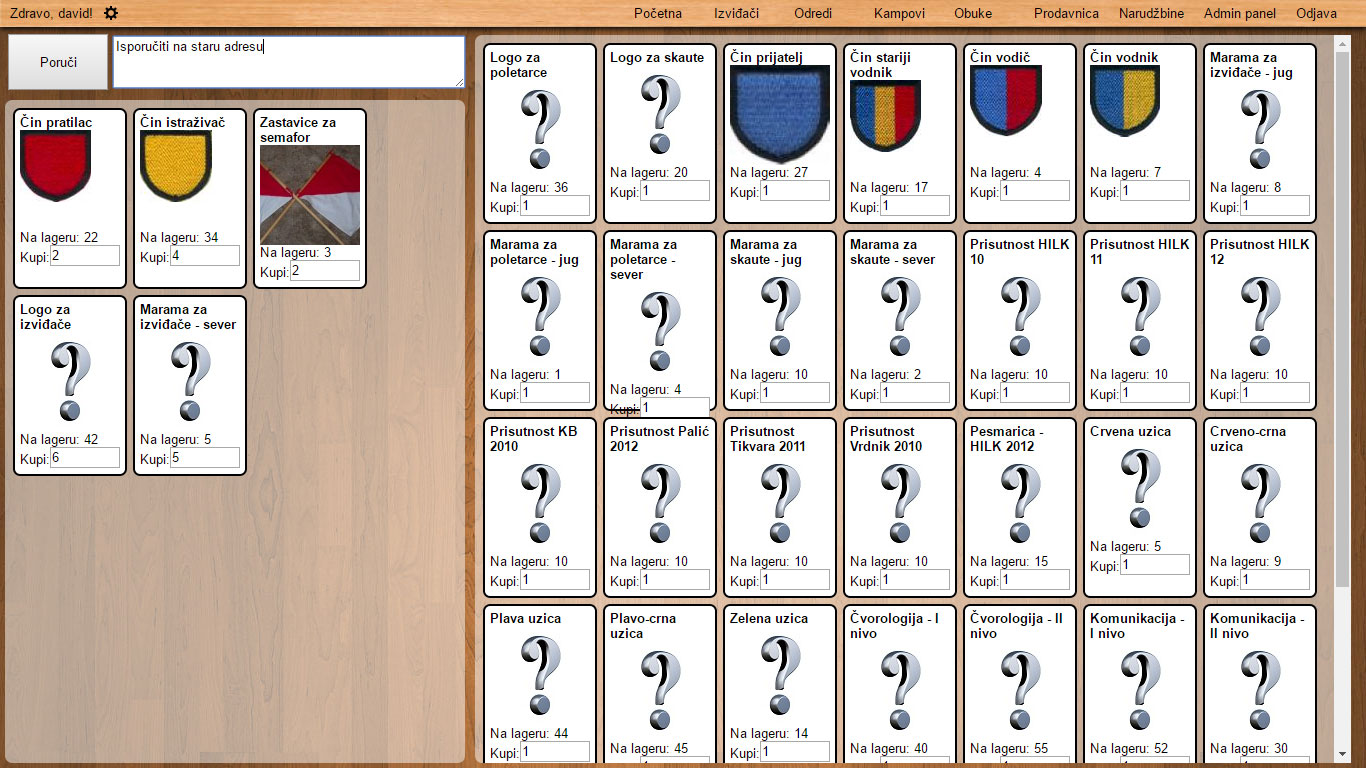 Zdravo, david!
Početna Izviđači Odredi Kampovi Obuke Prodavnica Narudžbine Admin panel Odjava
Poruči
Isporučiti na staru adresu
Čin pratilac
Na lageru: 22
Kupi: 2
Čin istraživač
Na lageru: 34
Kupi: 4
Zastavice za
semafor
Na lageru: 3
Kupi: 2
Logo za
izviđače
Na lageru: 42
Kupi: 6
Marama za
izviđače - sever
Na lageru: 5
Kupi: 5
Logo za
poletarce
Na lageru: 36
Kupi: 1
Logo za skaute
Na lageru: 20
Kupi: 1
Čin prijatelj
Na lageru: 27
Kupi: 1
Čin stariji
vodnik
Na lageru: 17
Kupi: 1
Čin vodič
Na lageru: 4
Kupi: 1
Čin vodnik
Na lageru: 7
Kupi: 1
Marama za
izviđače - jug
Na lageru: 8
Kupi: 1
Marama za
poletarce - jug
Na lageru: 1
Kupi: 1
Marama za
poletarce -
sever
Na lageru: 4
Kupi: 1
Marama za
skaute - jug
Na lageru: 10
Kupi: 1
Marama za
skaute - sever
Na lageru: 2
Kupi: 1
Prisutnost HILK
10
Na lageru: 10
Kupi: 1
Prisutnost HILK
11
Na lageru: 10
Kupi: 1
Prisutnost HILK
12
Na lageru: 10
Kupi: 1
Prisutnost KB
2010
Na lageru: 10
Kupi: 1
Prisutnost Palić
2012
Na lageru: 10
Kupi: 1
Prisutnost
Tikvara 2011
Na lageru: 10
Kupi: 1
Prisutnost
Vrdnik 2010
Na lageru: 10
Kupi: 1
Pesmarica -
HILK 2012
Na lageru: 15
Kupi: 1
Crvena uzica
Na lageru: 5
Kupi: 1
Crveno-crna
uzica
Na lageru: 9
Kupi: 1
Plava uzica
Na lageru: 44
Kupi: 1
Plavo-crna
uzica
Na lageru: 45
Zelena uzica
Na lageru: 14
Kupi: 1
Čvorologija - I
nivo
Na lageru: 40
Čvorologija - II
nivo
Na lageru: 55
Komunikacija -
I nivo
Na lageru: 52
Komunikacija -
II nivo
Na lageru: 30